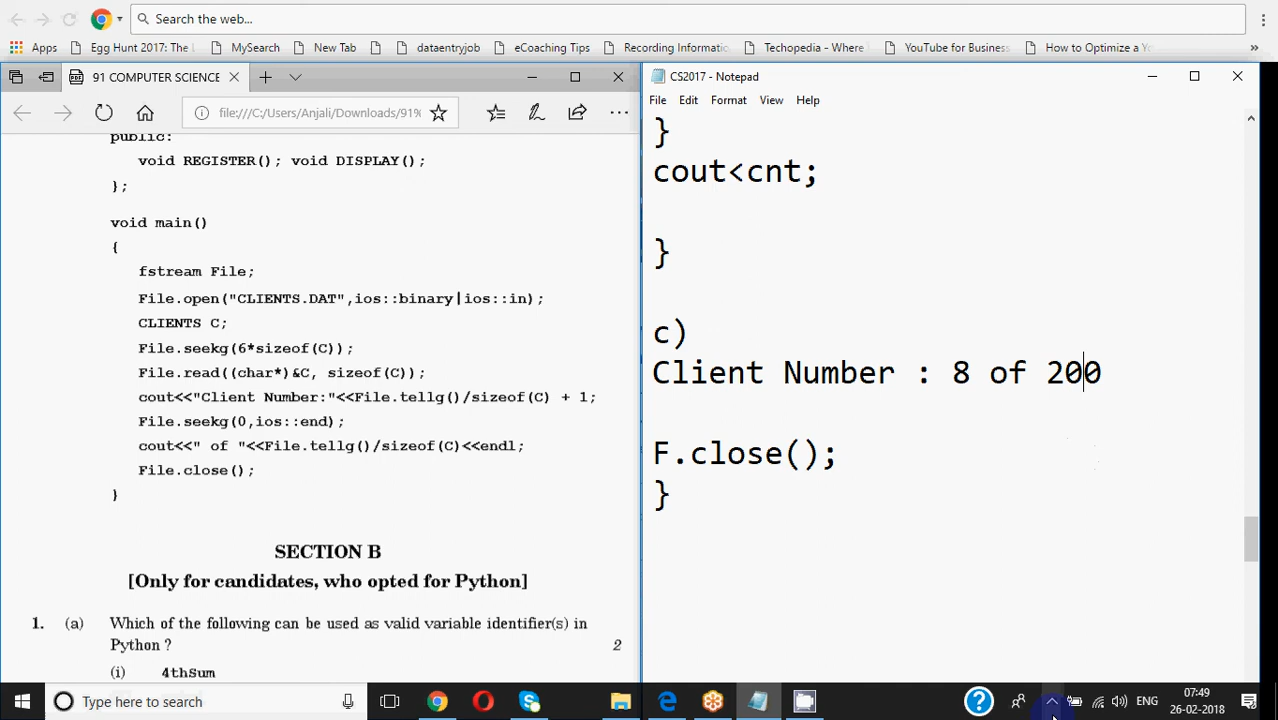 Search the web...
Apps Egg Hunt 2017: The MySearch New Tab dataentryjob eCoaching Tips Recording Informatio Techopedia - Where YouTube for Business How to Optimize a Yo »
91 COMPUTER SCIENCE
file:///C:/Users/Anjali/Downloads/91%
public:
void REGISTER(); void DISPLAY();
};
void main()
{
fstream File;
File.open("CLIENTS.DAT",ios::binary|ios::in);
CLIENTS C;
File.seekg(6*sizeof(C));
File.read((char*)&C, sizeof(C));
cout<<"Client Number:"<<File.tellg()/sizeof(C) + 1;
File.seekg(0,ios::end);
cout<<" of "<<File.tellg()/sizeof(C)<<endl;
File.close();
}
SECTION B
[Only for candidates, who opted for Python]
1. (a) Which of the following can be used as valid variable identifier(s) in
Python ? 2
(i) 4thSum
CS2017 - Notepad
File Edit Format View Help
}
cout<cnt;
}
c)
Client Number : 8 of 200
F.close();
}
Type here to search
ENG
07:49
26-02-2018